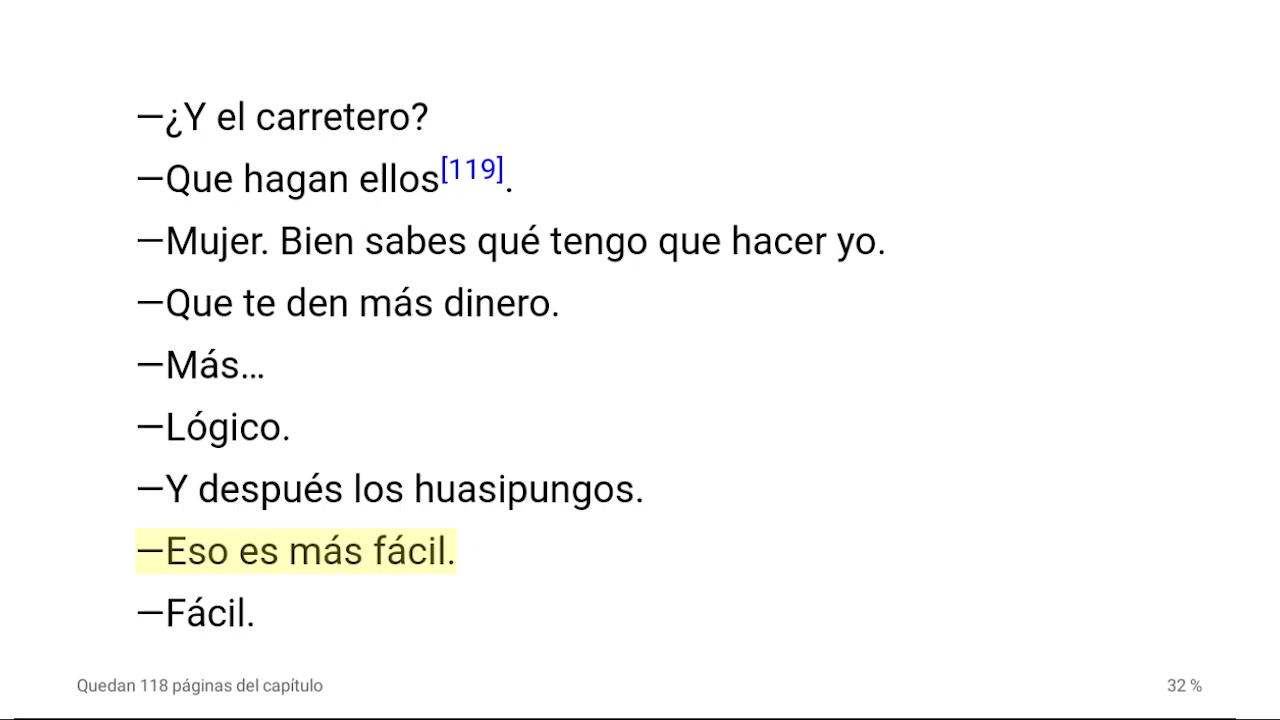 —¿Y el carretero?
—Que hagan ellos[119].
—Mujer. Bien sabes qué tengo que hacer yo.
—Que te den más dinero.
—Más…
—Lógico.
—Y después los huasipungos.
—Eso es más fácil.
—Fácil.
Quedan 118 páginas del capítulo
32 %